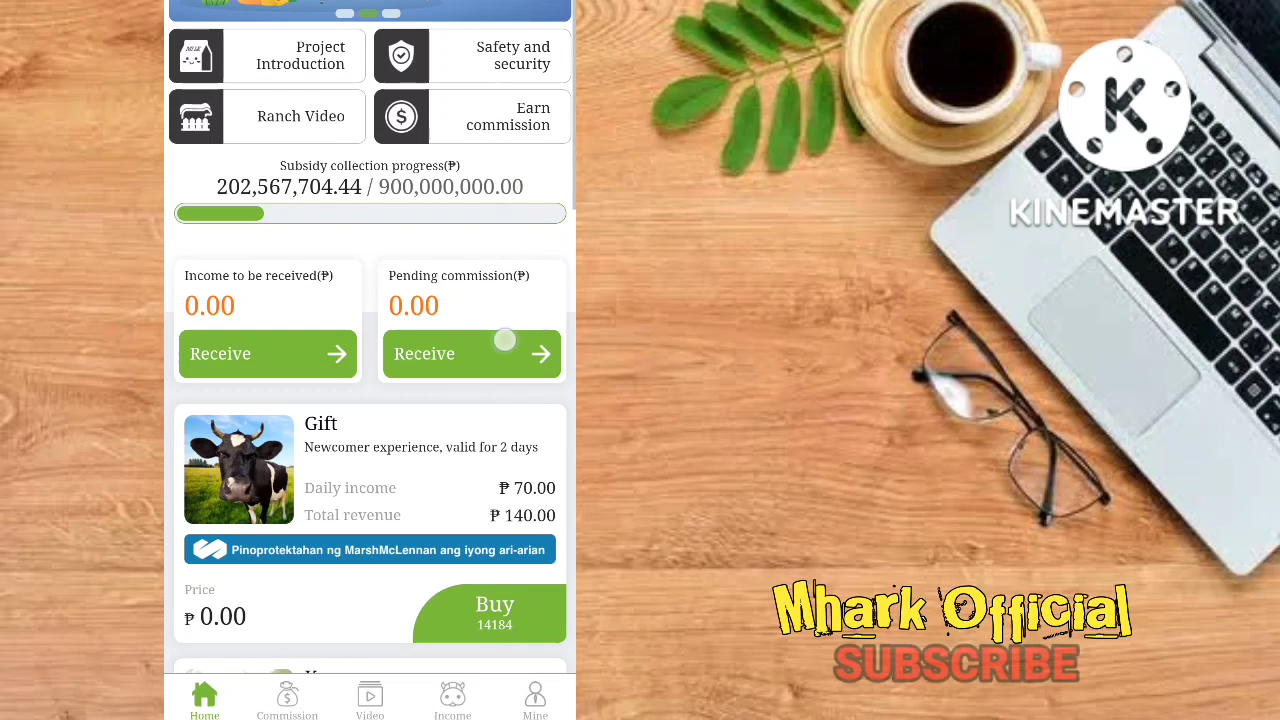 Project
Introduction
Safety and
security
Ranch Video
Earn
commission
Subsidy collection progress(₱)
202,567,704.44 / 900,000,000.00
Income to be received(₱)
Pending commission(₱)
0.00
0.00
Receive
Receive
Gift
Newcomer experience, valid for 2 days
Daily income
₱ 70.00
Total revenue
₱ 140.00
Pinoprotektahan ng MarshMcLennan ang iyong ari-arian
Price
₱ 0.00
Buy
14184
Home
Commission
Video
Income
Mine
K
KINEMASTER
Mhark Official
SUBSCRIBE